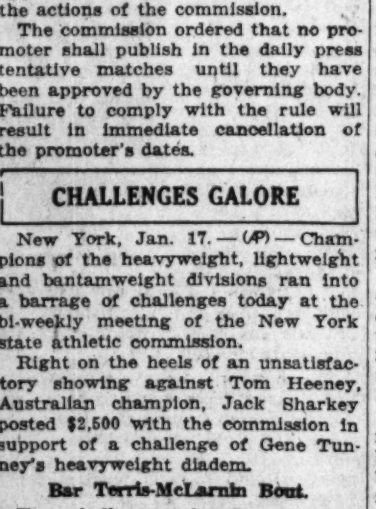 the actions of the commission.
The commission ordered that no pro-
moter shall publish in the daily press
tentative matches until they have
been approved by the governing body.
Failure to comply with the rule will
result in immediate cancellation of
the promoter's dates.
CHALLENGES GALORE
New York, Jan. 17. — (AP) — Cham-
pions of the heavyweight, lightweight
and bantamweight divisions ran into
a barrage of challenges today at the
bi-weekly meeting of the New York
state athletic commission.
Right on the heels of an unsatisfac-
tory showing against Tom Heeney,
Australian champion, Jack Sharkey
posted $2,500 with the commission in
support of a challenge of Gene Tun-
ney's heavyweight diadem.
Bar Terris-McLarnin Bout.